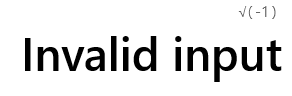 √(-1)
Invalid input